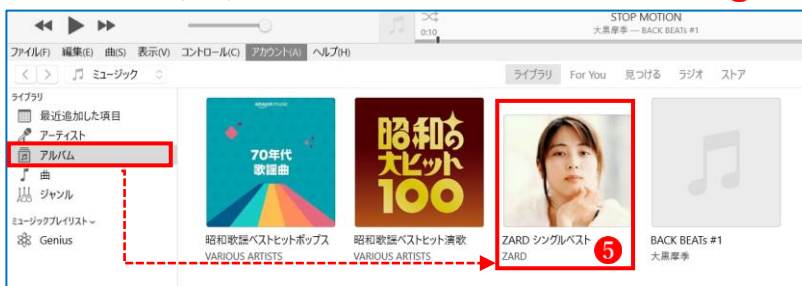 STOP MOTION
0:10
大黒摩季 — BACK BEATs #1
ファイル(F) 編集(E) 曲(S) 表示(V) コントロール(C) アカウント(A) ヘルプ(H)
< > ミュージック
ライブラリ For You 見つける ラジオ ストア
ライブラリ
最近追加した項目
アーティスト
アルバム
曲
ジャンル
ミュージックプレイリスト
Genius
amazon music
70年代
歌謡曲
昭和歌謡ベストヒットポップス
VARIOUS ARTISTS
昭和の
大ヒット
100
昭和歌謡ベストヒット演歌
VARIOUS ARTISTS
ZARD シングルベスト
ZARD
5
BACK BEATs #1
大黒摩季